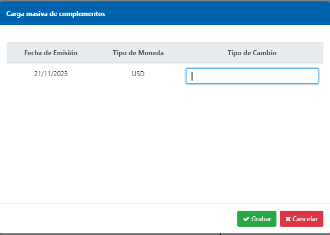 Carga masiva de complementos
Fecha de Emisión Tipo de Moneda Tipo de Cambio
21/11/2023 USD
Grabar Cancelar